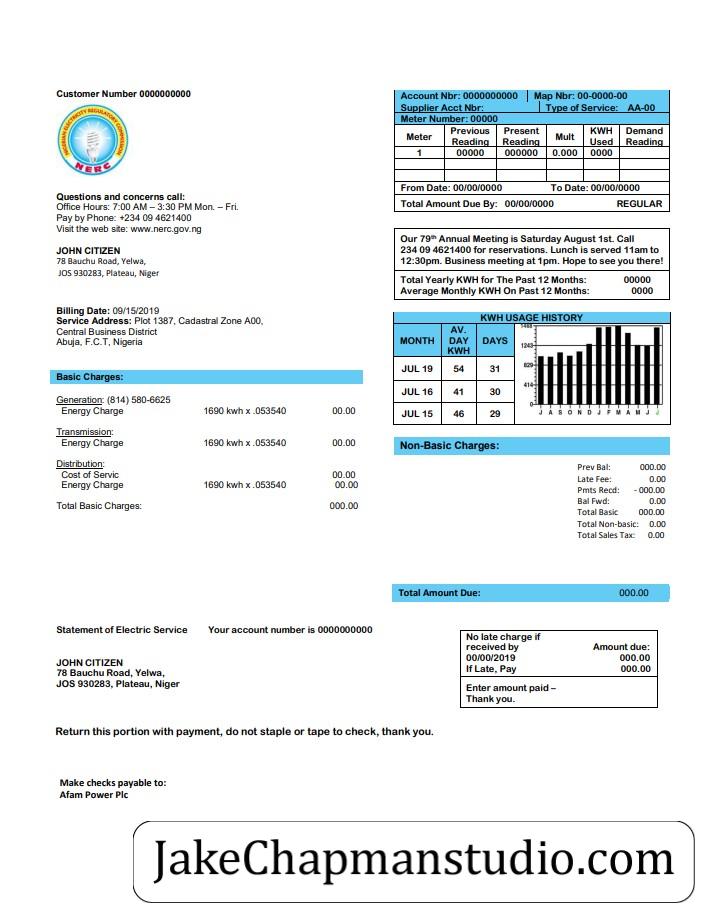 Customer Number 0000000000
NIGERIAN ELECTRICITY REGULATORY COMMISSION
NERC
Questions and concerns call:
Office Hours: 7:00 AM – 3:30 PM Mon. – Fri.
Pay by Phone: +234 09 4621400
Visit the web site: www.nerc.gov.ng
JOHN CITIZEN
78 Bauchu Road, Yelwa,
JOS 930283, Plateau, Niger
Billing Date: 09/15/2019
Service Address: Plot 1387, Cadastral Zone A00,
Central Business District
Abuja, F.C.T, Nigeria
Account Nbr: 0000000000 Map Nbr: 00-0000-00
Supplier Acct Nbr: Type of Service: AA-00
Meter Number: 00000
Meter Previous Reading Present Reading Mult KWH Used Demand Reading
1 00000 000000 0.000 0000
From Date: 00/00/0000 To Date: 00/00/0000
Total Amount Due By: 00/00/0000 REGULAR
Our 79th Annual Meeting is Saturday August 1st. Call
234 09 4621400 for reservations. Lunch is served 11am to
12:30pm. Business meeting at 1pm. Hope to see you there!
Total Yearly KWH for The Past 12 Months: 00000
Average Monthly KWH On Past 12 Months: 0000
KWH USAGE HISTORY
MONTH AV. DAY KWH DAYS
JUL 19 54 31
JUL 16 41 30
JUL 15 46 29
1488
1243
829
414
0
J A S O N D J F M A M J J
Basic Charges:
Generation: (814) 580-6625
Energy Charge 1690 kwh x .053540 00.00
Transmission:
Energy Charge 1690 kwh x .053540 00.00
Distribution:
Cost of Servic 00.00
Energy Charge 1690 kwh x .053540 00.00
Total Basic Charges: 000.00
Non-Basic Charges:
Prev Bal: 000.00
Late Fee: 0.00
Pmts Recd: - 000.00
Bal Fwd: 0.00
Total Basic 000.00
Total Non-basic: 0.00
Total Sales Tax: 0.00
Total Amount Due: 000.00
Statement of Electric Service Your account number is 0000000000
JOHN CITIZEN
78 Bauchu Road, Yelwa,
JOS 930283, Plateau, Niger
No late charge if
received by Amount due:
00/00/2019 000.00
If Late, Pay 000.00
Enter amount paid –
Thank you.
Return this portion with payment, do not staple or tape to check, thank you.
Make checks payable to:
Afam Power Plc
JakeChapmanstudio.com